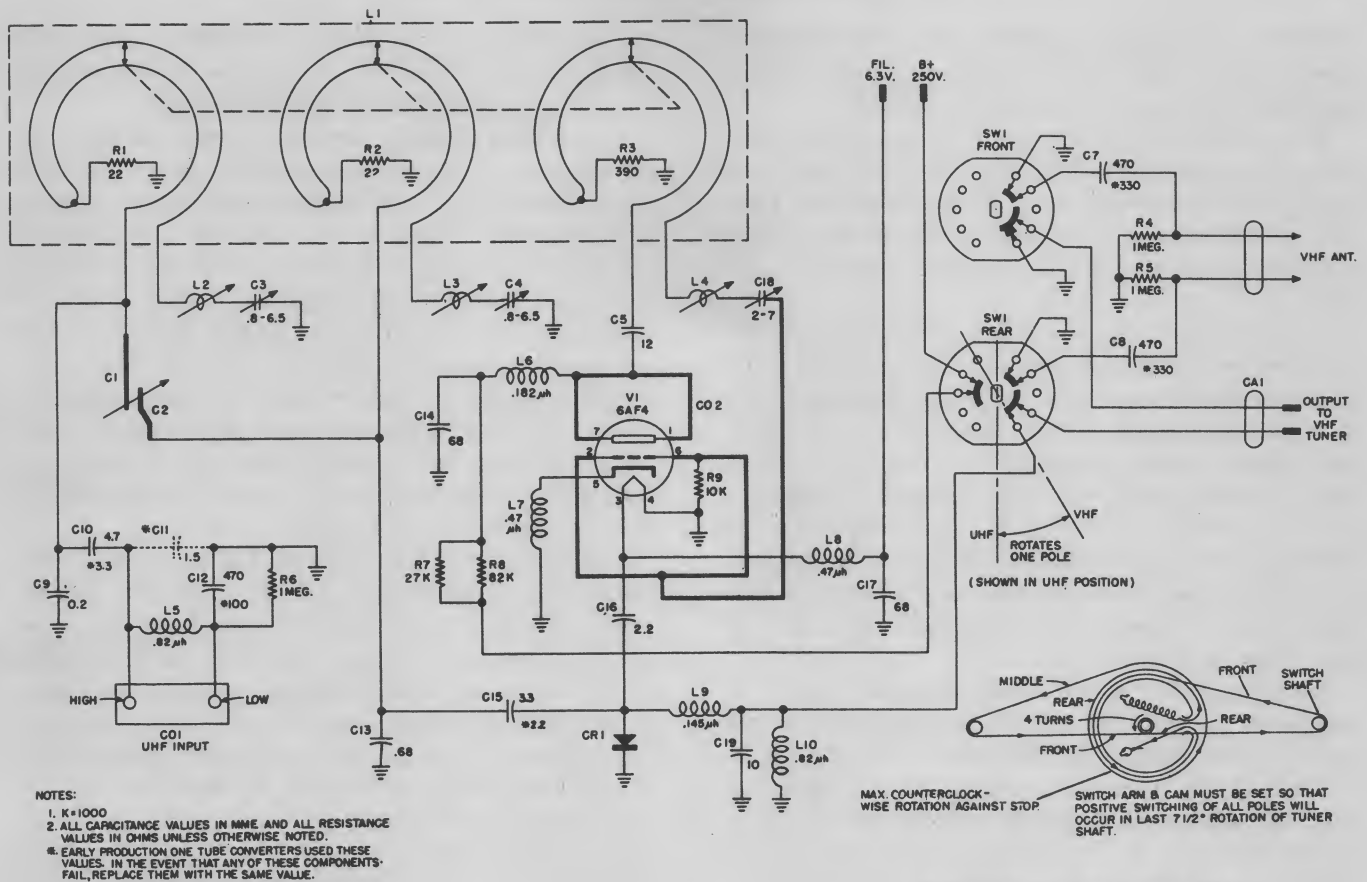 L1
R1
22
R2
22
R3
390
FIL.
6.3V.
B+
250V.
SW1
FRONT
C7
470
*330
R4
1MEG.
R5
1MEG.
VHF ANT.
L2
C3
.8-6.5
L3
C4
.8-6.5
L4
C18
2-7
C5
12
SW1
REAR
C8
470
*330
C1
C2
L6
.182µh
C14
68
V1
6AF4
CO2
7
1
2
6
5
3
4
R9
10K
CA1
OUTPUT
TO
VHF
TUNER
L7
.47
µh
VHF
UHF
ROTATES
ONE POLE
(SHOWN IN UHF POSITION)
C10
4.7
*3.3
*C11
1.5
C12
470
*100
R6
1MEG.
C9
0.2
L5
.82µh
R7
27K
R8
82K
L8
.47µh
C17
68
C16
2.2
HIGH
LOW
CO1
UHF INPUT
C13
.68
C15
3.3
*2.2
CR1
L9
.145µh
C19
10
L10
.82µh
MIDDLE
FRONT
SWITCH
SHAFT
REAR
4 TURNS
REAR
FRONT
MAX. COUNTERCLOCK-
WISE ROTATION AGAINST STOP.
SWITCH ARM & CAM MUST BE SET SO THAT
POSITIVE SWITCHING OF ALL POLES WILL
OCCUR IN LAST 7 1/2° ROTATION OF TUNER
SHAFT.
NOTES:
1. K=1000
2. ALL CAPACITANCE VALUES IN MMF. AND ALL RESISTANCE
VALUES IN OHMS UNLESS OTHERWISE NOTED.
*. EARLY PRODUCTION ONE TUBE CONVERTERS USED THESE
VALUES. IN THE EVENT THAT ANY OF THESE COMPONENTS
FAIL, REPLACE THEM WITH THE SAME VALUE.